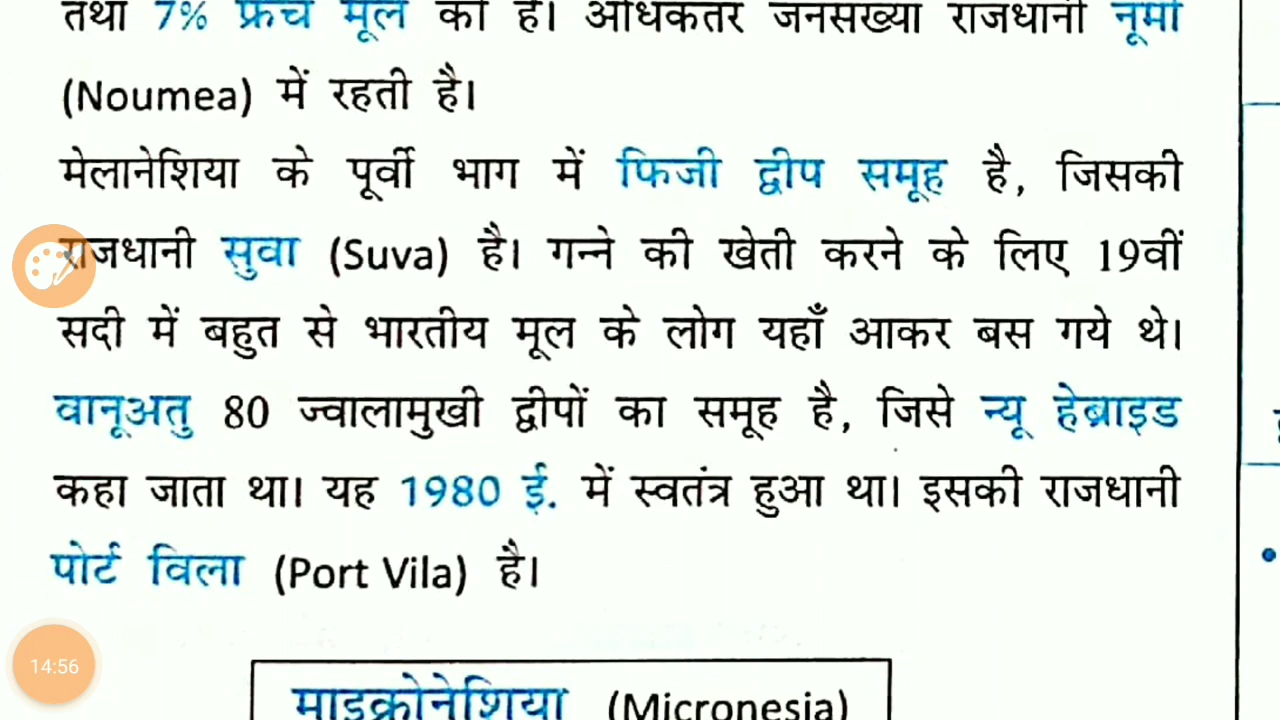 तथा 7% फ्रेंच मूल की है। अधिकतर जनसंख्या राजधानी नूमी
(Noumea) में रहती है।
मेलानेशिया के पूर्वी भाग में फिजी द्वीप समूह है, जिसकी
राजधानी सुवा (Suva) है। गन्ने की खेती करने के लिए 19वीं
सदी में बहुत से भारतीय मूल के लोग यहाँ आकर बस गये थे।
वानूअतु 80 ज्वालामुखी द्वीपों का समूह है, जिसे न्यू हेब्राइड
कहा जाता था। यह 1980 ई. में स्वतंत्र हुआ था। इसकी राजधानी
पोर्ट विला (Port Vila) है।
14:56
माइक्रोनेशिया (Micronesia)